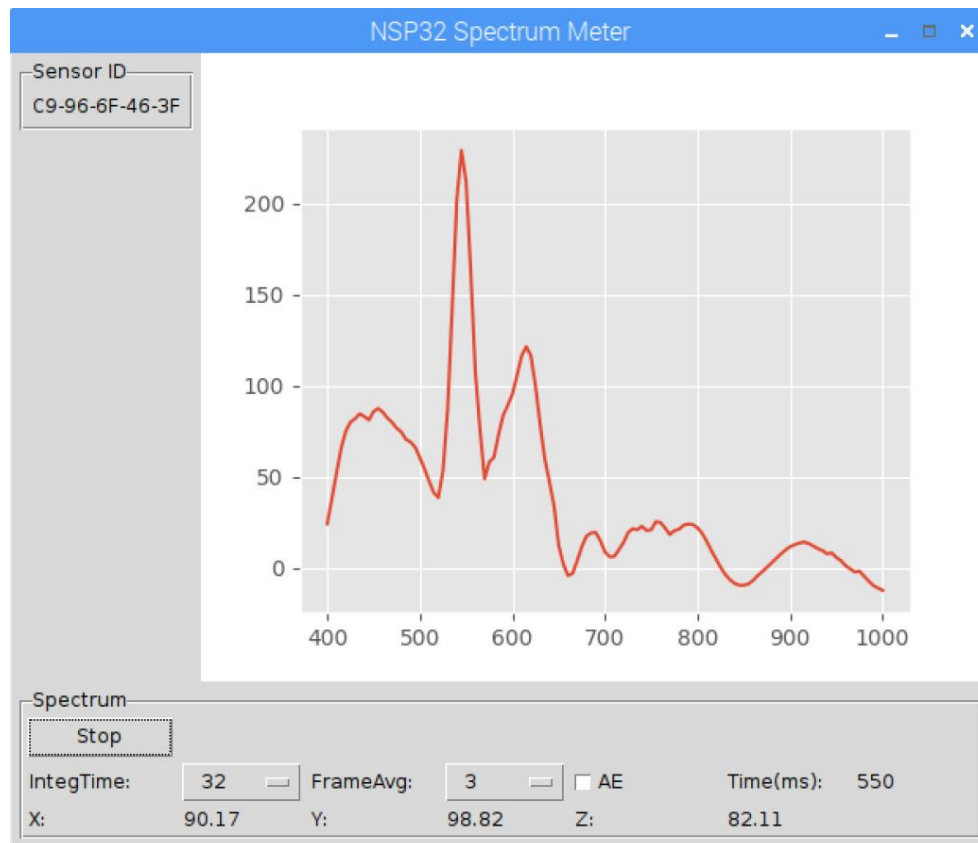 NSP32 Spectrum Meter
Sensor ID
C9-96-6F-46-3F
200
150
100
50
0
400 500 600 700 800 900 1000
Spectrum
Stop
IntegTime: 32 FrameAvg: 3 AE Time(ms): 550
X: 90.17 Y: 98.82 Z: 82.11